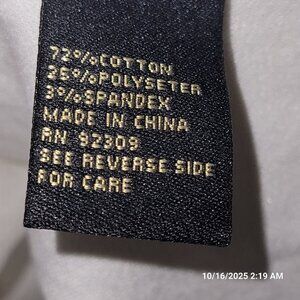 72%COTTON
25%POLYSETER
3%SPANDEX
MADE IN CHINA
RN 92309
SEE REVERSE SIDE
FOR CARE
10/16/2025 2:19 AM